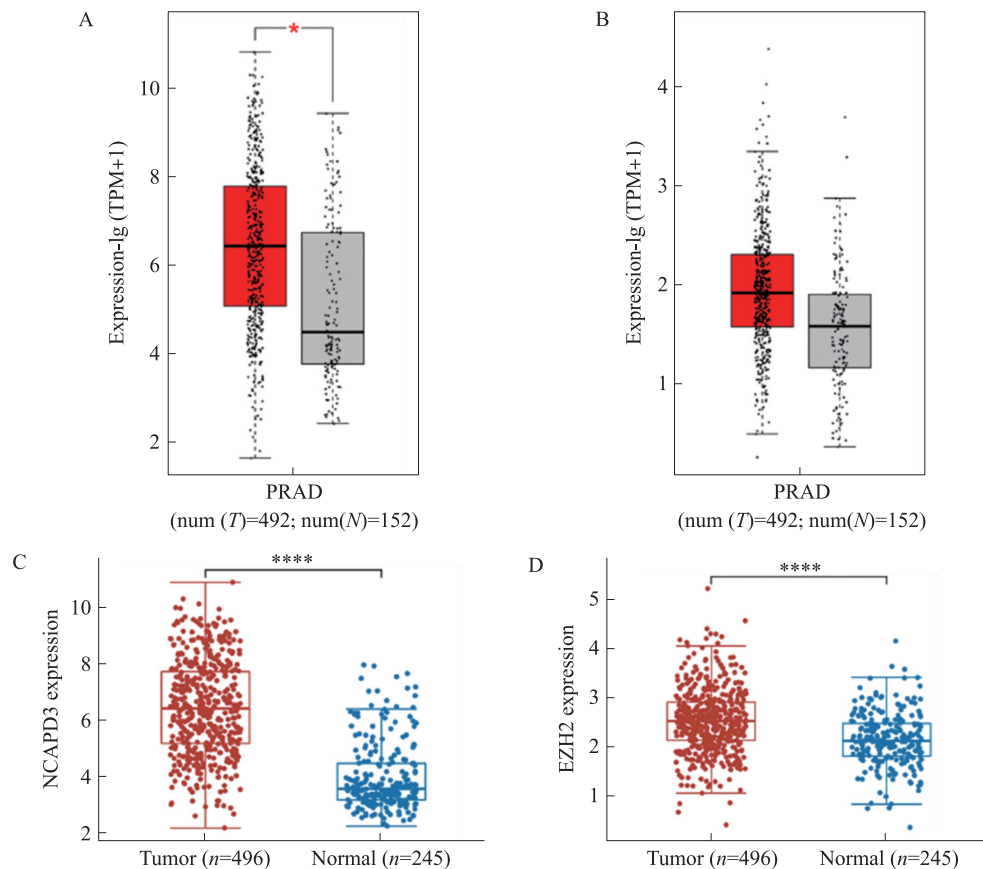 A
*
Expression-lg (TPM+1)
10
8
6
4
2
PRAD
(num (T)=492; num(N)=152)
B
Expression-lg (TPM+1)
4
3
2
1
PRAD
(num (T)=492; num(N)=152)
C
****
NCAPD3 expression
10
8
6
4
2
Tumor (n=496)
Normal (n=245)
D
****
EZH2 expression
5
4
3
2
1
Tumor (n=496)
Normal (n=245)